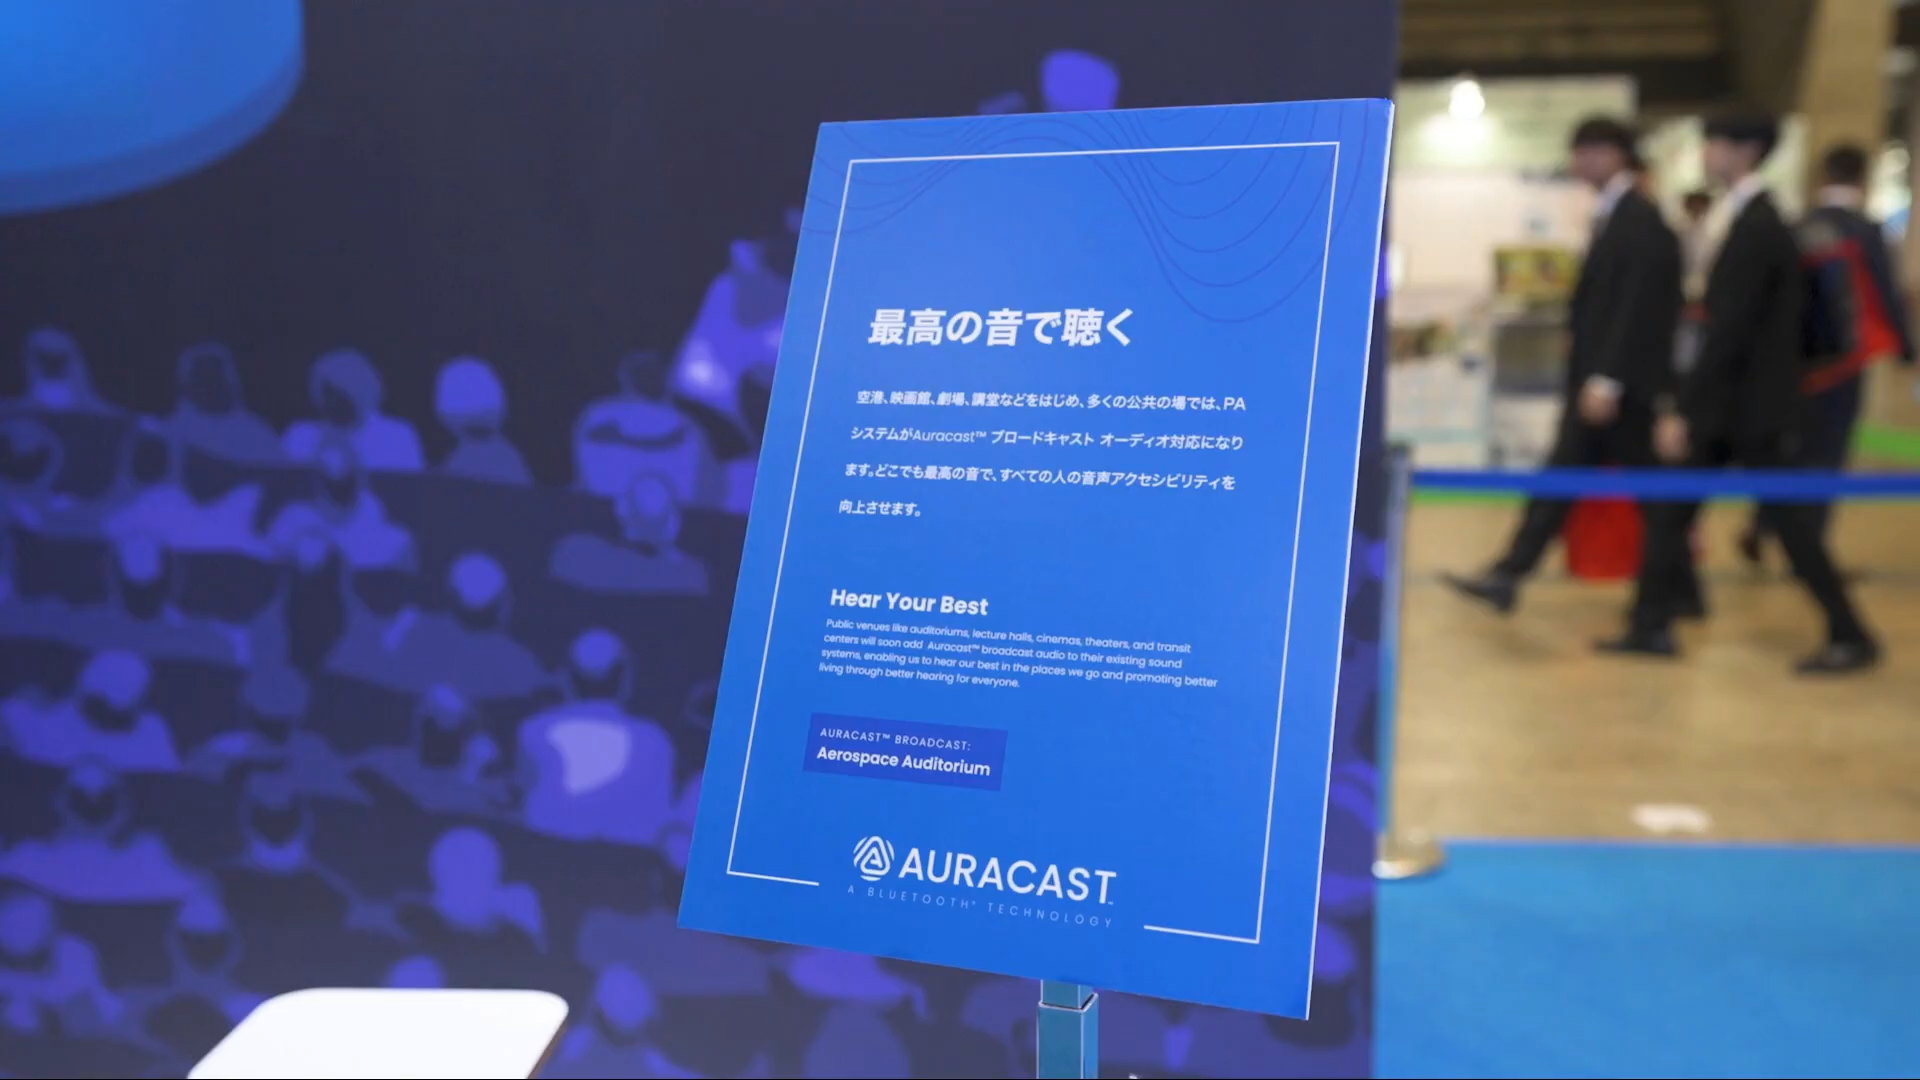 最高の音で聴く
空港、映画館、劇場、講堂などをはじめ、多くの公共の場では、PA
システムがAuracast™ ブロードキャスト オーディオ対応になり
ます。どこでも最高の音で、すべての人の音声アクセシビリティを
向上させます。
Hear Your Best
Public venues like auditoriums, lecture halls, cinemas, theaters, and transit
centers will soon add Auracast™ broadcast audio to their existing sound
systems, enabling us to hear our best in the places we go and promoting better
living through better hearing for everyone.
AURACAST™ BROADCAST:
Aerospace Auditorium
AURACAST™
A BLUETOOTH® TECHNOLOGY